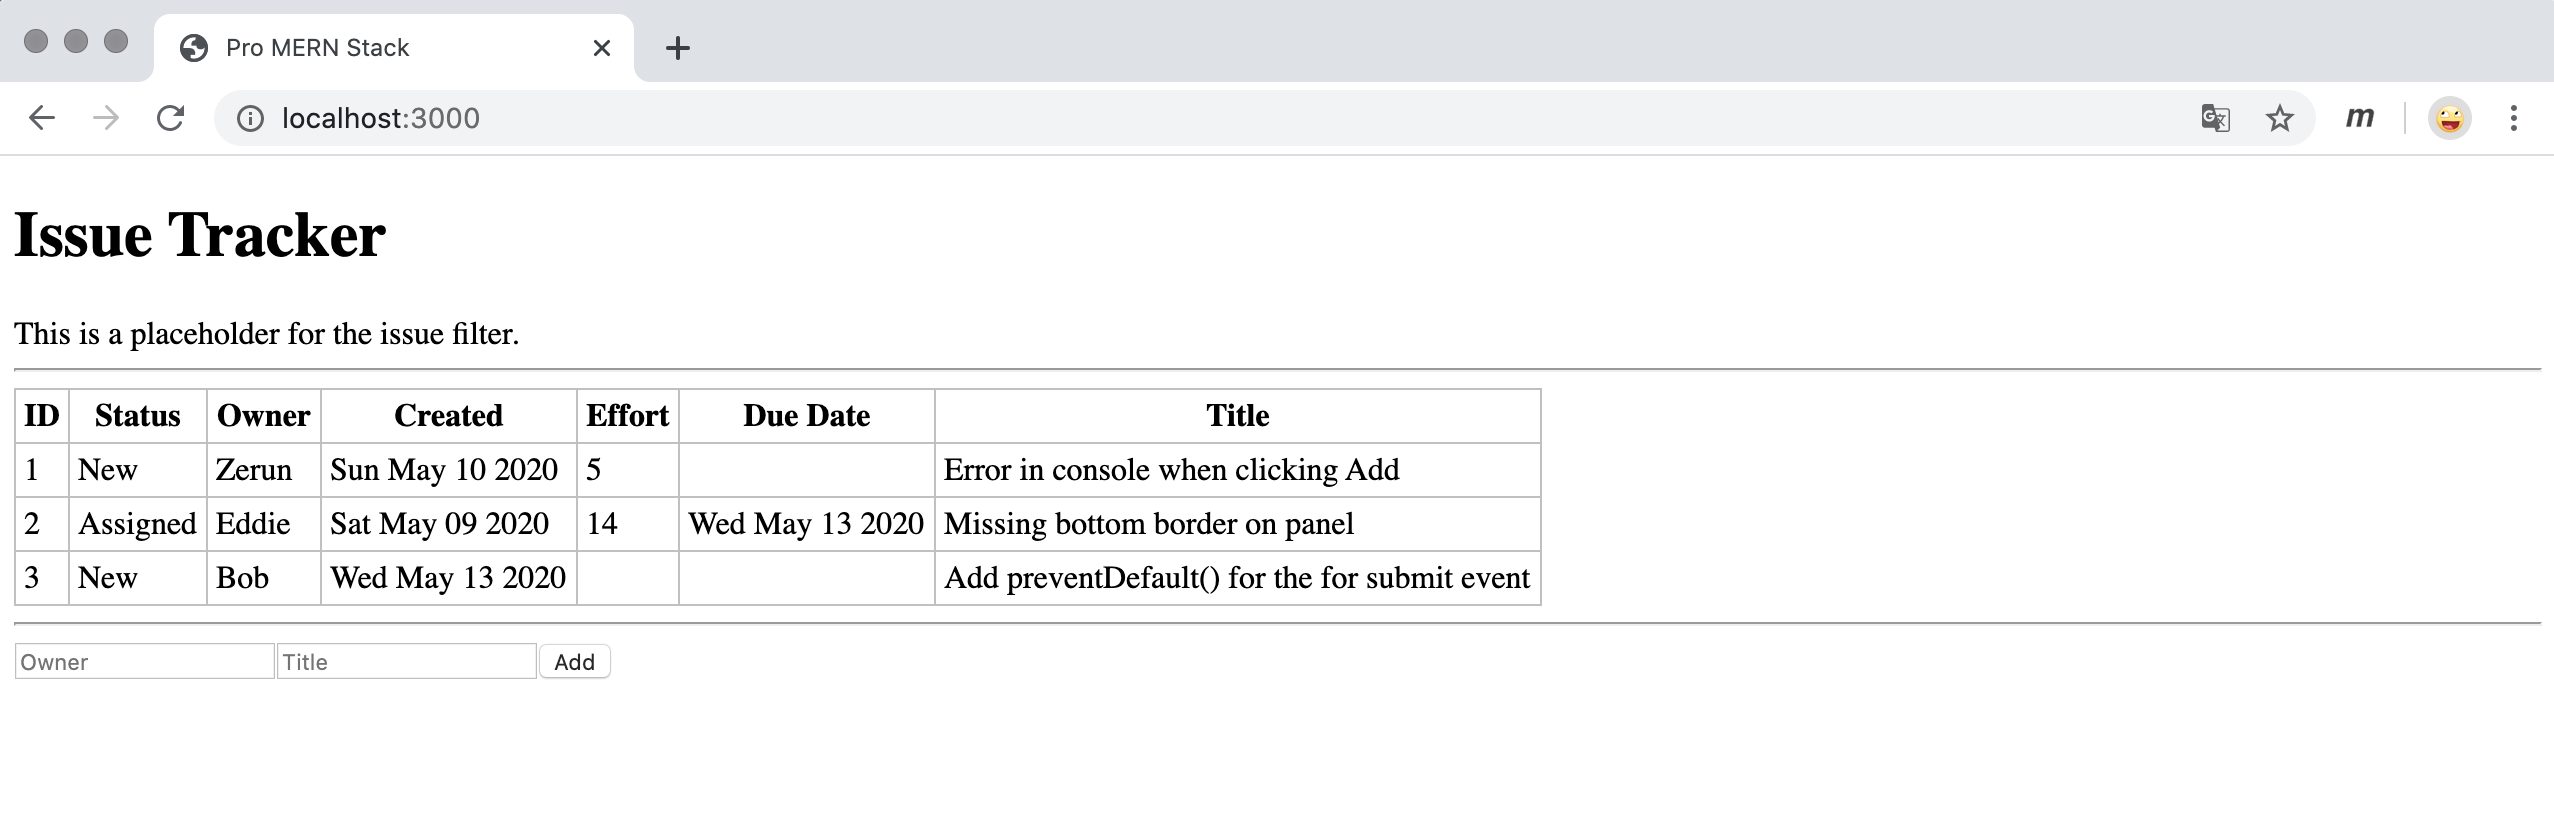 Pro MERN Stack
localhost:3000
m
Issue Tracker
This is a placeholder for the issue filter.
ID Status Owner Created Effort Due Date Title
1 New Zerun Sun May 10 2020 5 Error in console when clicking Add
2 Assigned Eddie Sat May 09 2020 14 Wed May 13 2020 Missing bottom border on panel
3 New Bob Wed May 13 2020 Add preventDefault() for the for submit event
Owner Title Add